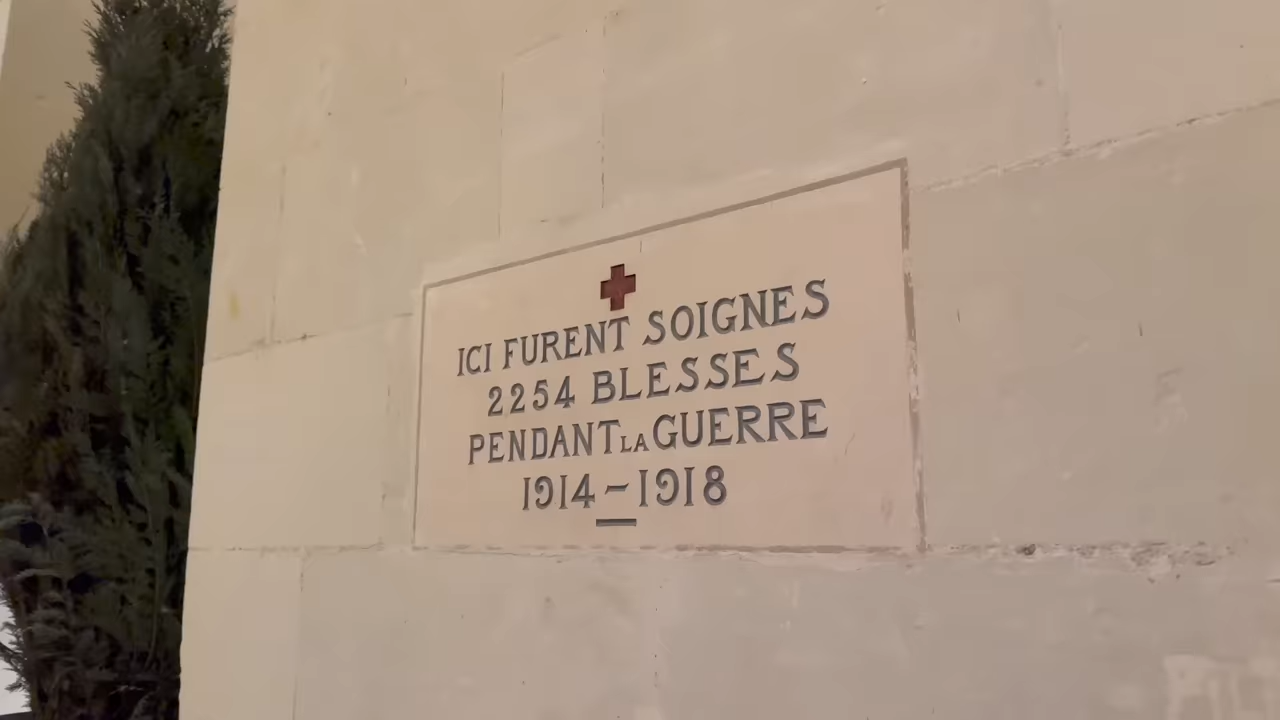 ICI FURENT SOIGNES
2254 BLESSES
PENDANT LA GUERRE
1914–1918